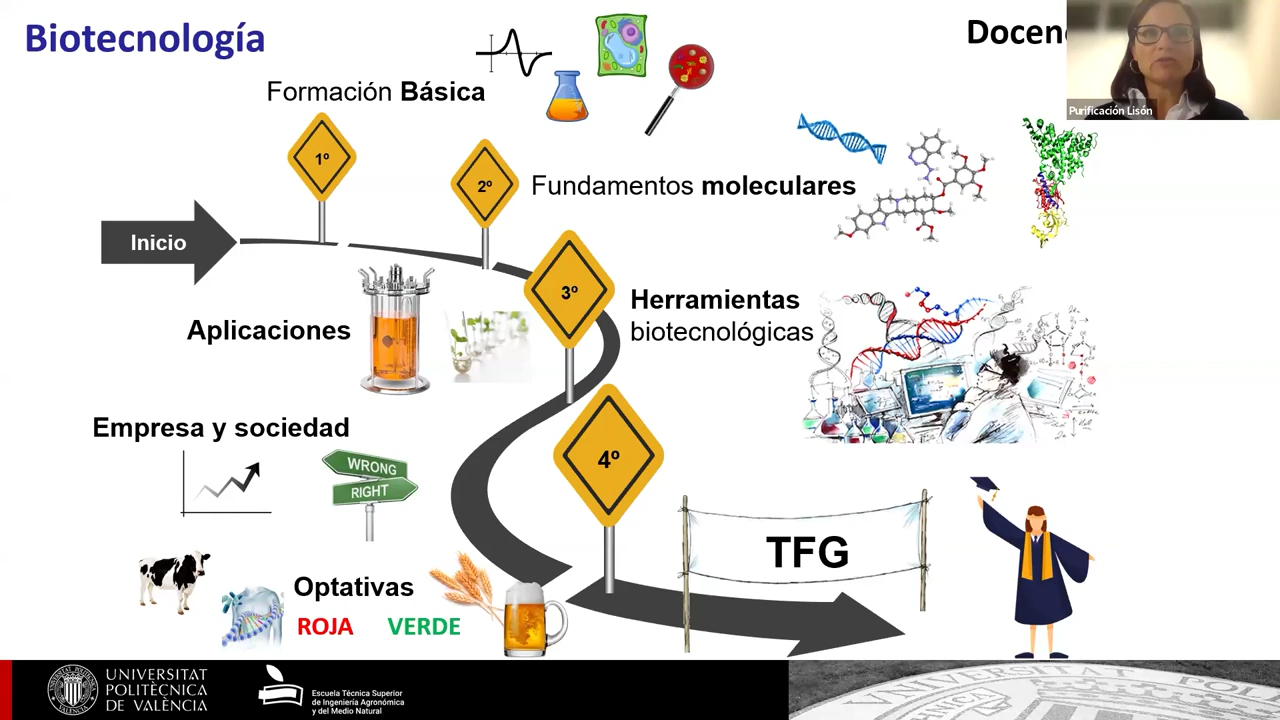 Biotecnología
Formación Básica
1º
2º
Fundamentos moleculares
Purificación Lisón
Inicio
3º
Herramientas
biotecnológicas
Aplicaciones
Empresa y sociedad
WRONG
RIGHT
4º
TFG
Optativas
ROJA VERDE
UNIVERSITAT
POLITÈCNICA
DE VALÈNCIA
Escuela Técnica Superior
de Ingeniería Agronómica
y del Medio Natural